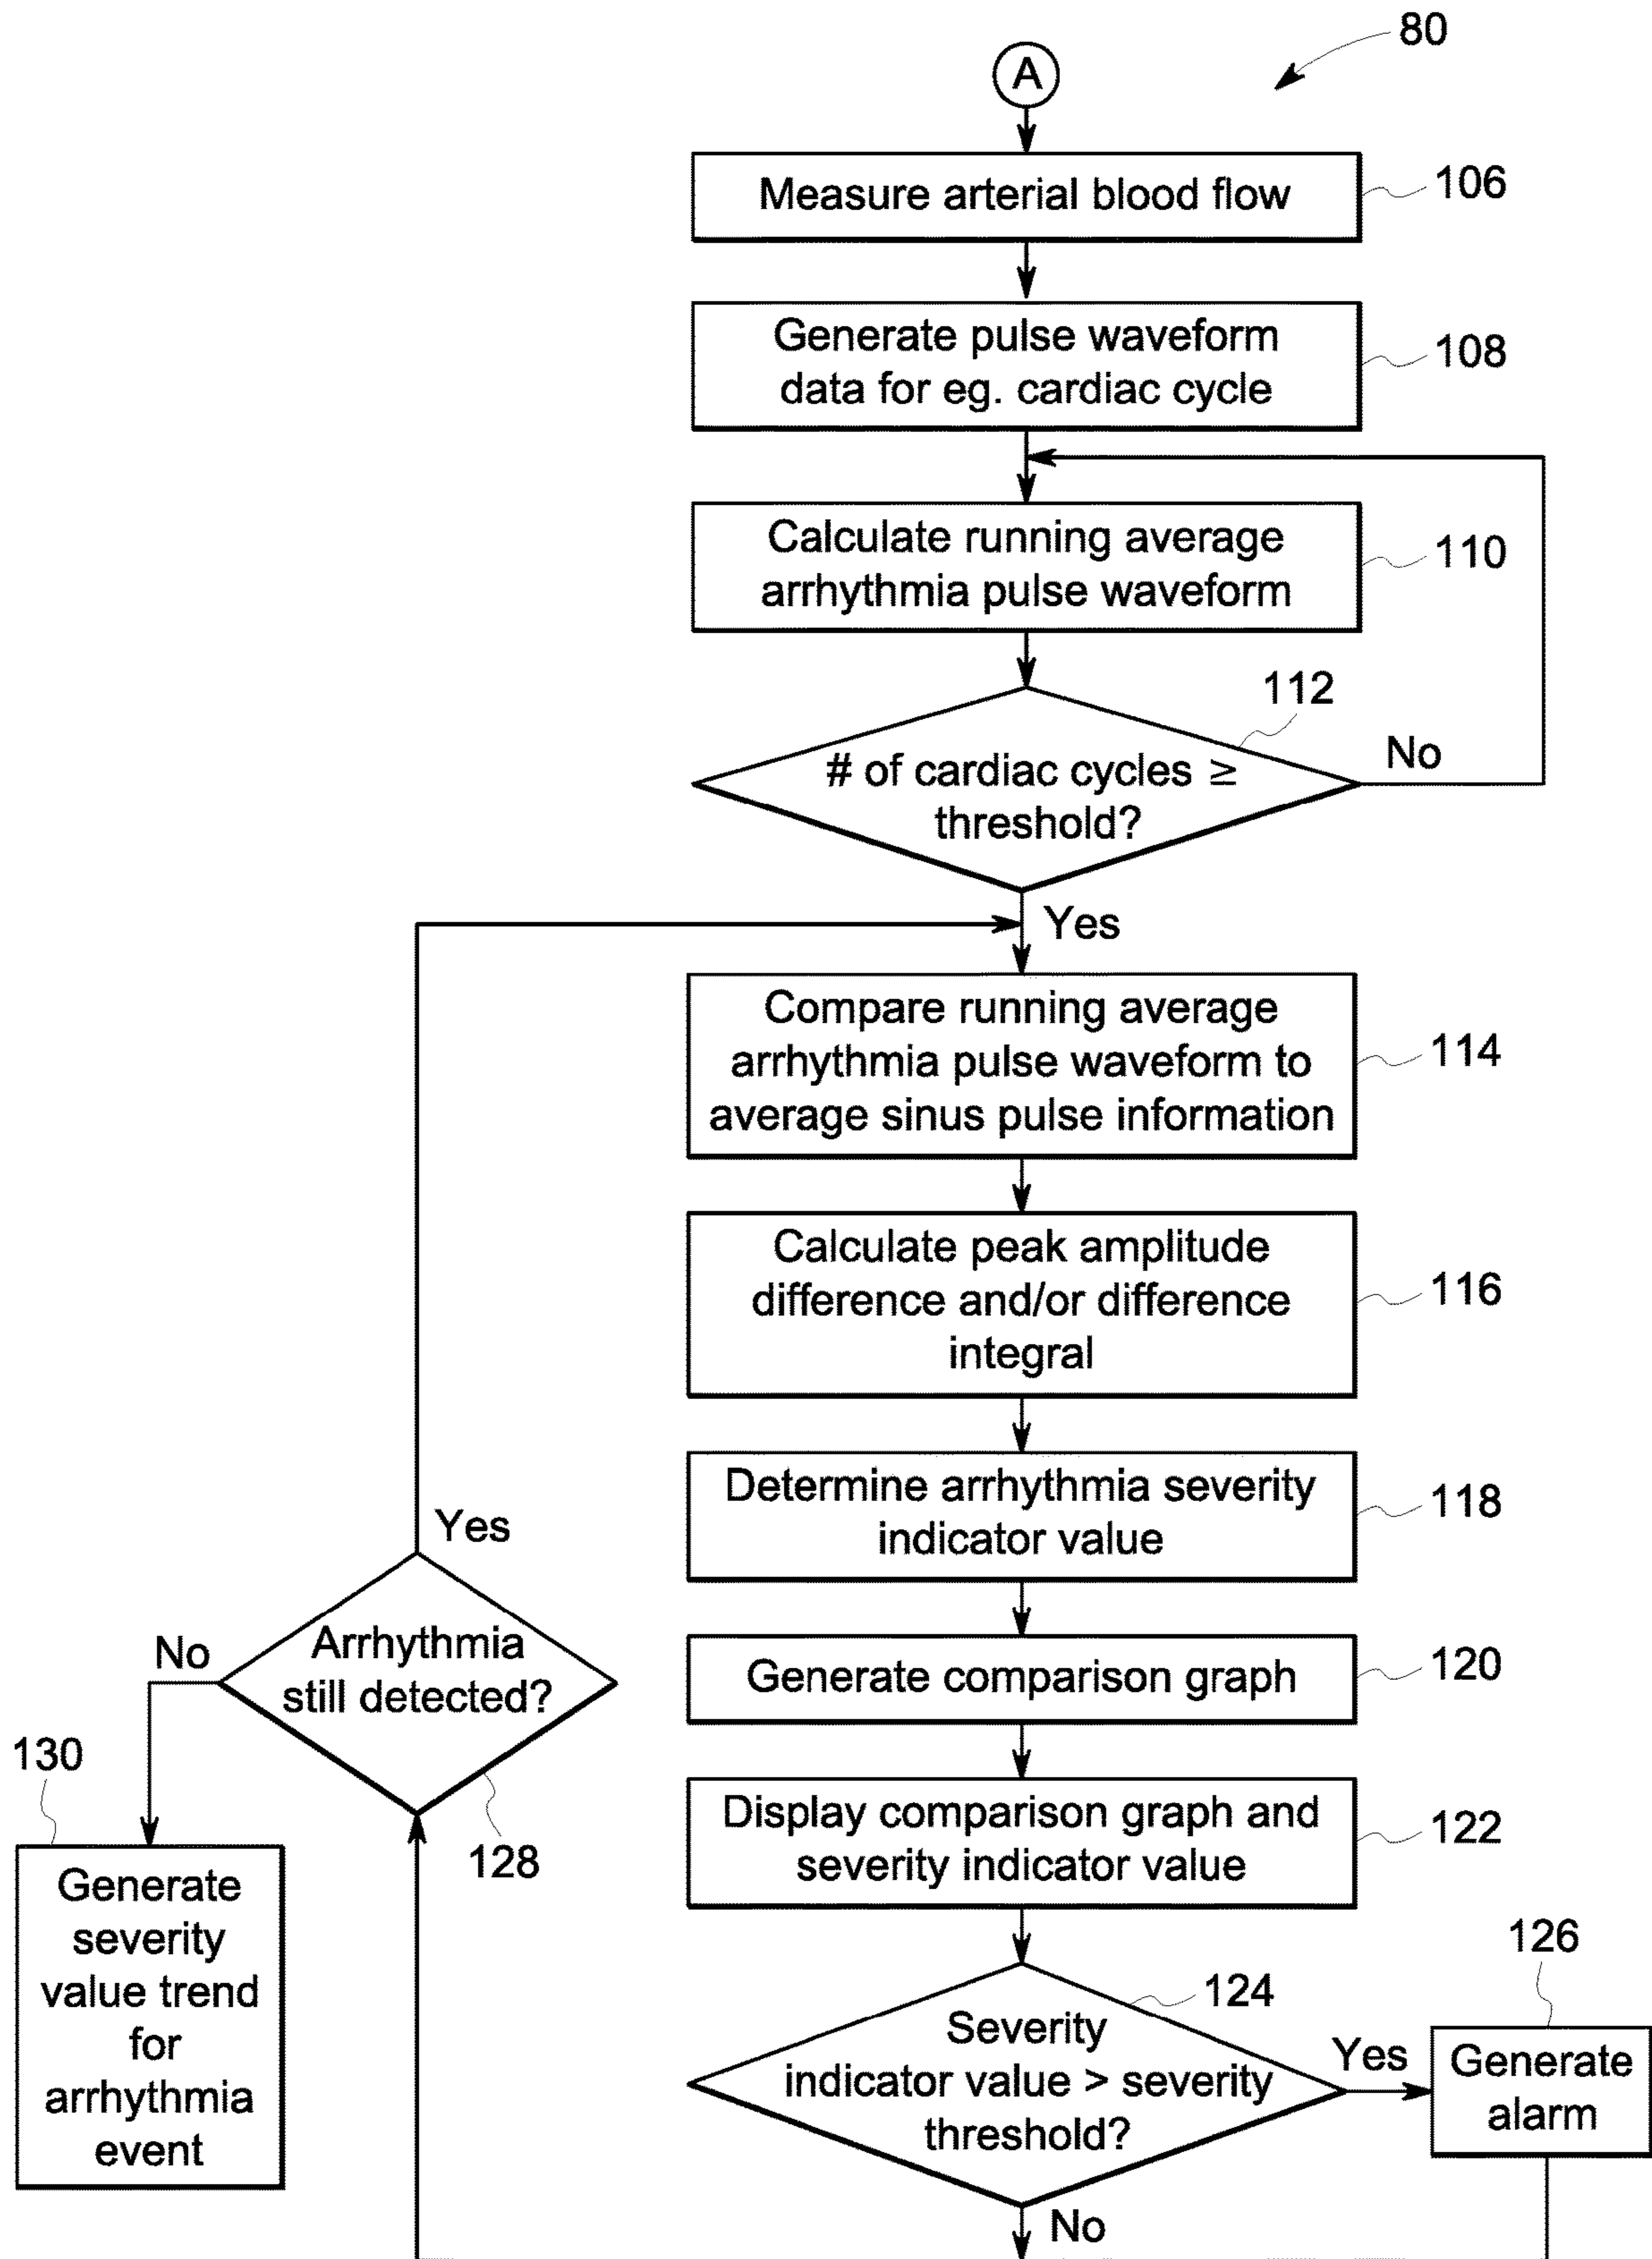 80
A
Measure arterial blood flow
106
Generate pulse waveform
data for eg. cardiac cycle
108
Calculate running average
arrhythmia pulse waveform
110
112
# of cardiac cycles ≥
threshold?
No
Yes
Compare running average
arrhythmia pulse waveform to
average sinus pulse information
114
Calculate peak amplitude
difference and/or difference
integral
116
Determine arrhythmia severity
indicator value
118
Generate comparison graph
120
Display comparison graph and
severity indicator value
122
124
Severity
indicator value > severity
threshold?
Yes
126
Generate
alarm
No
Yes
Arrhythmia
still detected?
128
No
130
Generate
severity
value trend
for
arrhythmia
event